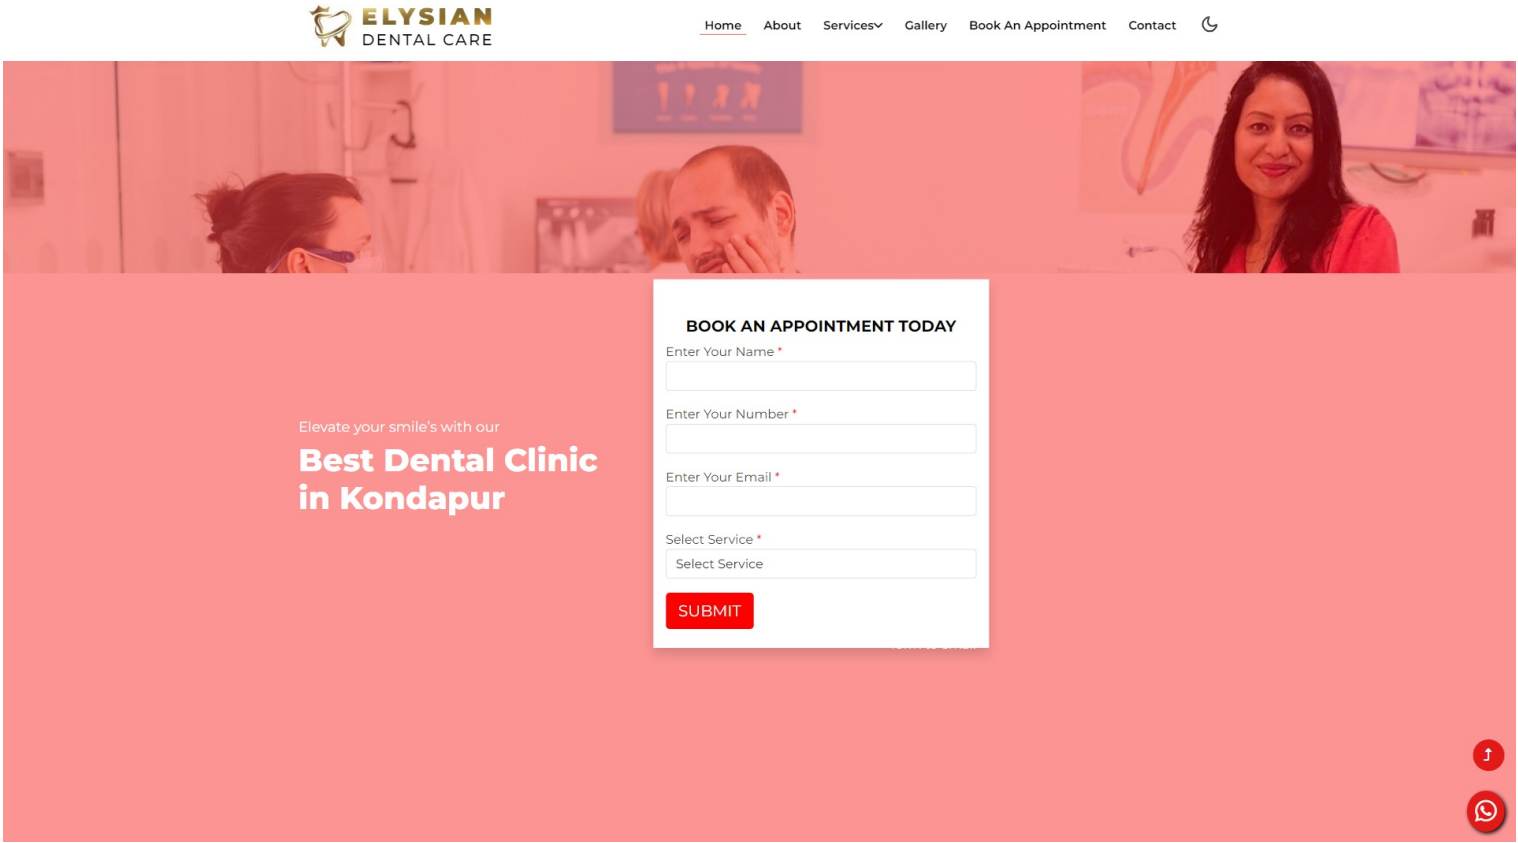 ELYSIAN
DENTAL CARE
Home About Services Gallery Book An Appointment Contact
BOOK AN APPOINTMENT TODAY
Enter Your Name *
Enter Your Number *
Elevate your smile's with our
Best Dental Clinic
in Kondapur
Enter Your Email *
Select Service *
Select Service
SUBMIT